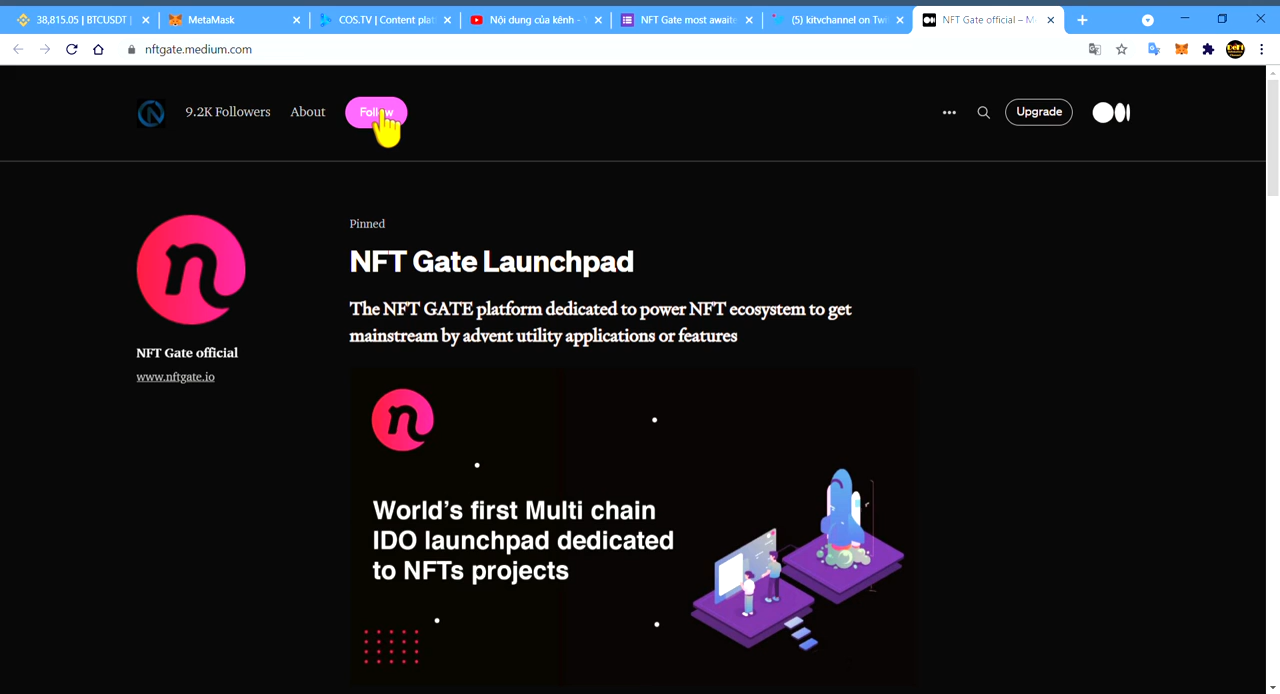 38,815.05 | BTCUSDT |
MetaMask
COS.TV | Content plat
Nội dung của kênh -
NFT Gate most awaite
(5) kitvchannel on Twi
NFT Gate official – M
nftgate.medium.com
9.2K Followers
About
Follow
Upgrade
Pinned
NFT Gate Launchpad
The NFT GATE platform dedicated to power NFT ecosystem to get
mainstream by advent utility applications or features
NFT Gate official
www.nftgate.io
World's first Multi chain
IDO launchpad dedicated
to NFTs projects